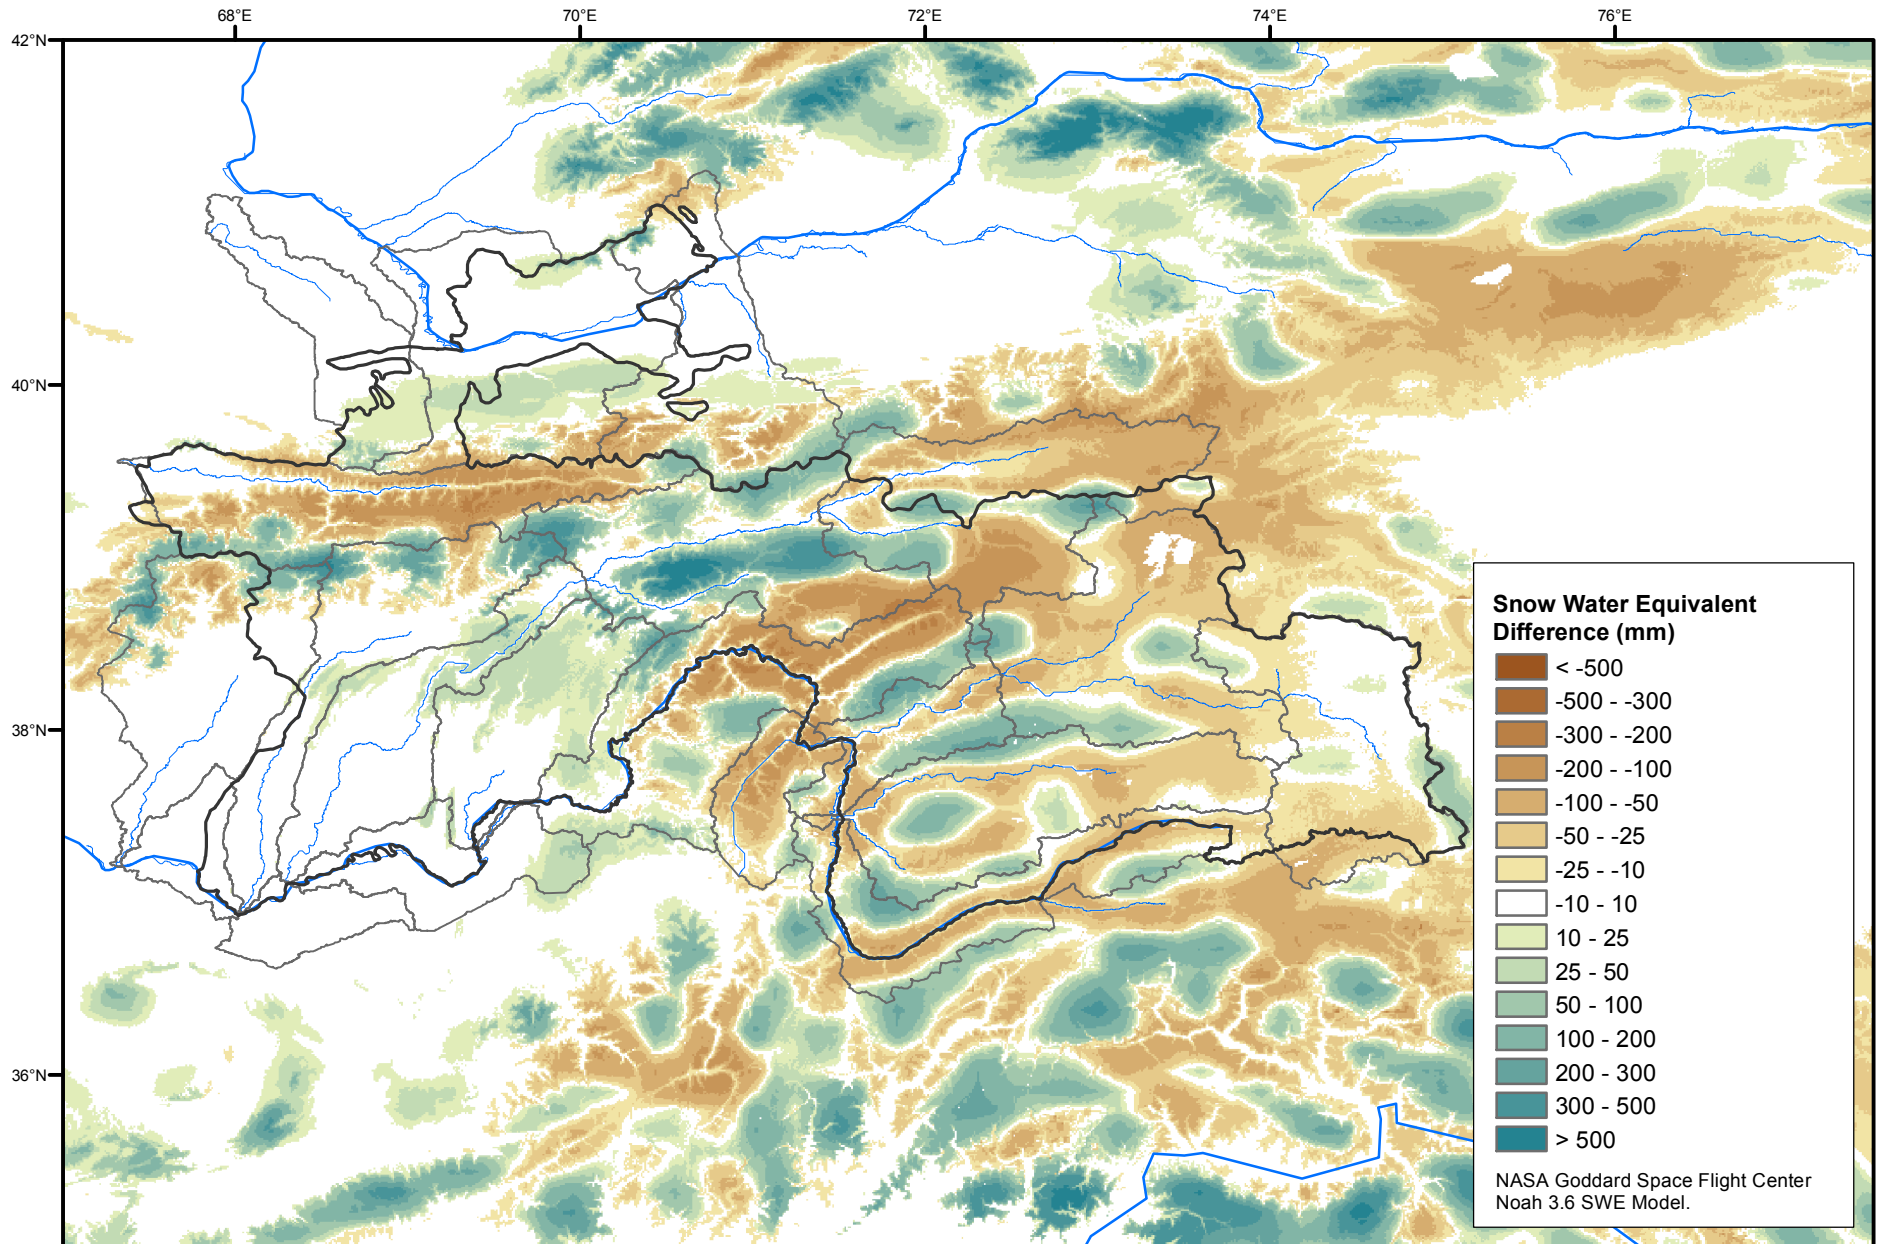 68°E 70°E 72°E 74°E 76°E
42°N
40°N
38°N
36°N
Snow Water Equivalent
Difference (mm)
< -500
-500 - -300
-300 - -200
-200 - -100
-100 - -50
-50 - -25
-25 - -10
-10 - 10
10 - 25
25 - 50
50 - 100
100 - 200
200 - 300
300 - 500
> 500
NASA Goddard Space Flight Center
Noah 3.6 SWE Model.